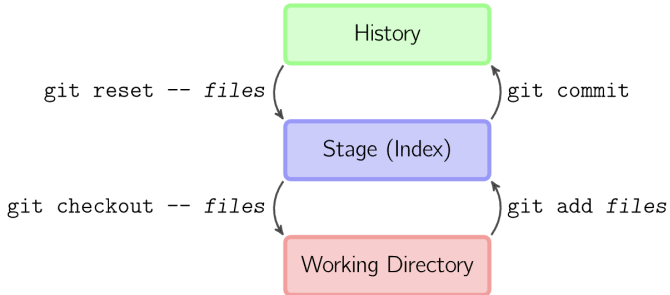 History
git reset -- files
git commit
Stage (Index)
git checkout -- files
git add files
Working Directory